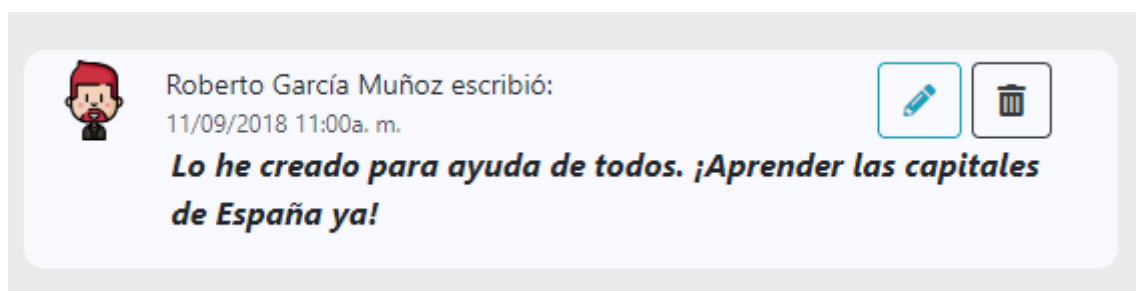 Roberto García Muñoz escribió:
11/09/2018 11:00a. m.
Lo he creado para ayuda de todos. ¡Aprender las capitales
de España ya!